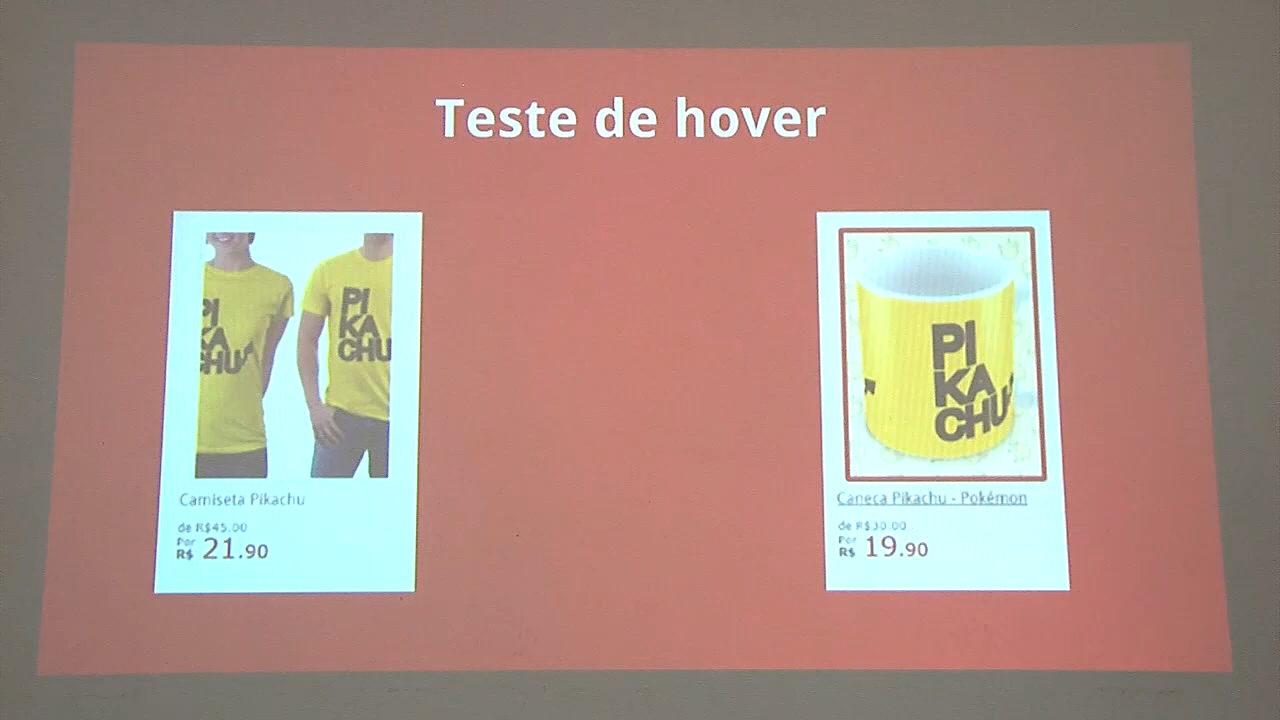 Teste de hover
PI
KA
CHU
PI
KA
CHU
Camiseta Pikachu
de R$45.00
Por
R$ 21.90
PI
KA
CHU
Caneca Pikachu - Pokémon
de R$30.00
Por
R$ 19.90